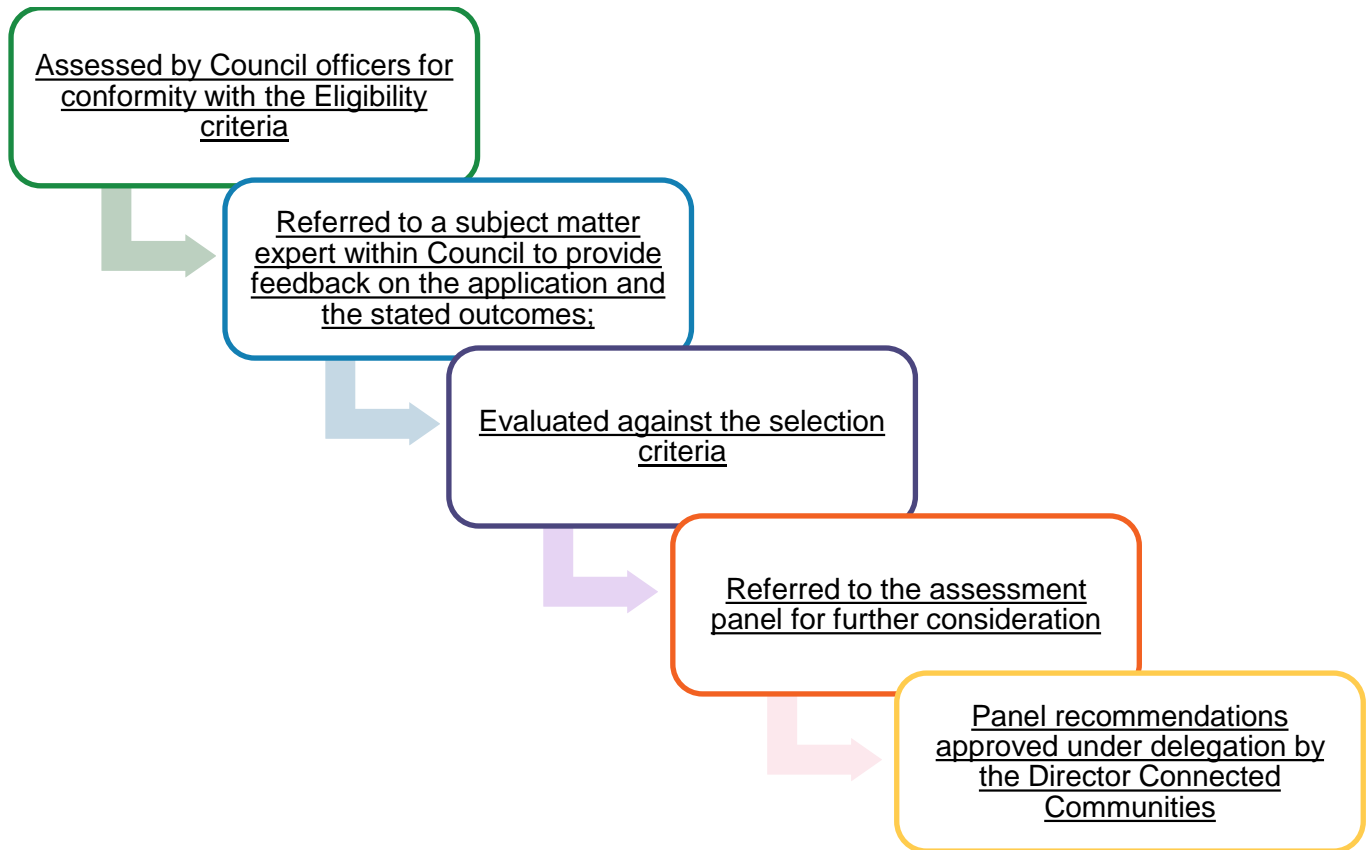 Assessed by Council officers for
conformity with the Eligibility
criteria
Referred to a subject matter
expert within Council to provide
feedback on the application and
the stated outcomes;
Evaluated against the selection
criteria
Referred to the assessment
panel for further consideration
Panel recommendations
approved under delegation by
the Director Connected
Communities